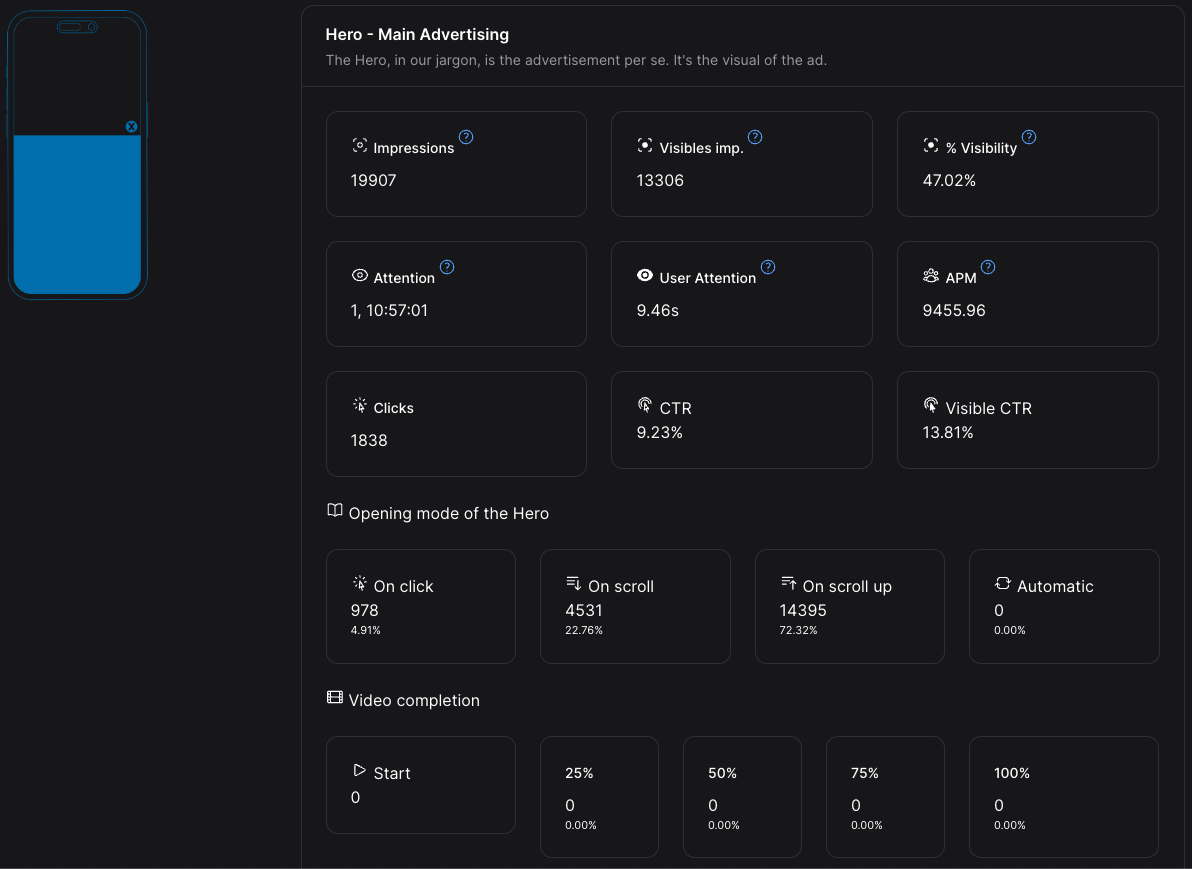 Hero - Main Advertising
The Hero, in our jargon, is the advertisement per se. It's the visual of the ad.
X
Impressions ?
19907
Visibles imp. ?
13306
% Visibility ?
47.02%
Attention ?
1, 10:57:01
User Attention ?
9.46s
APM ?
9455.96
Clicks
1838
CTR
9.23%
Visible CTR
13.81%
Opening mode of the Hero
On click
978
4.91%
On scroll
4531
22.76%
On scroll up
14395
72.32%
Automatic
0
0.00%
Video completion
Start
0
25%
0
0.00%
50%
0
0.00%
75%
0
0.00%
100%
0
0.00%